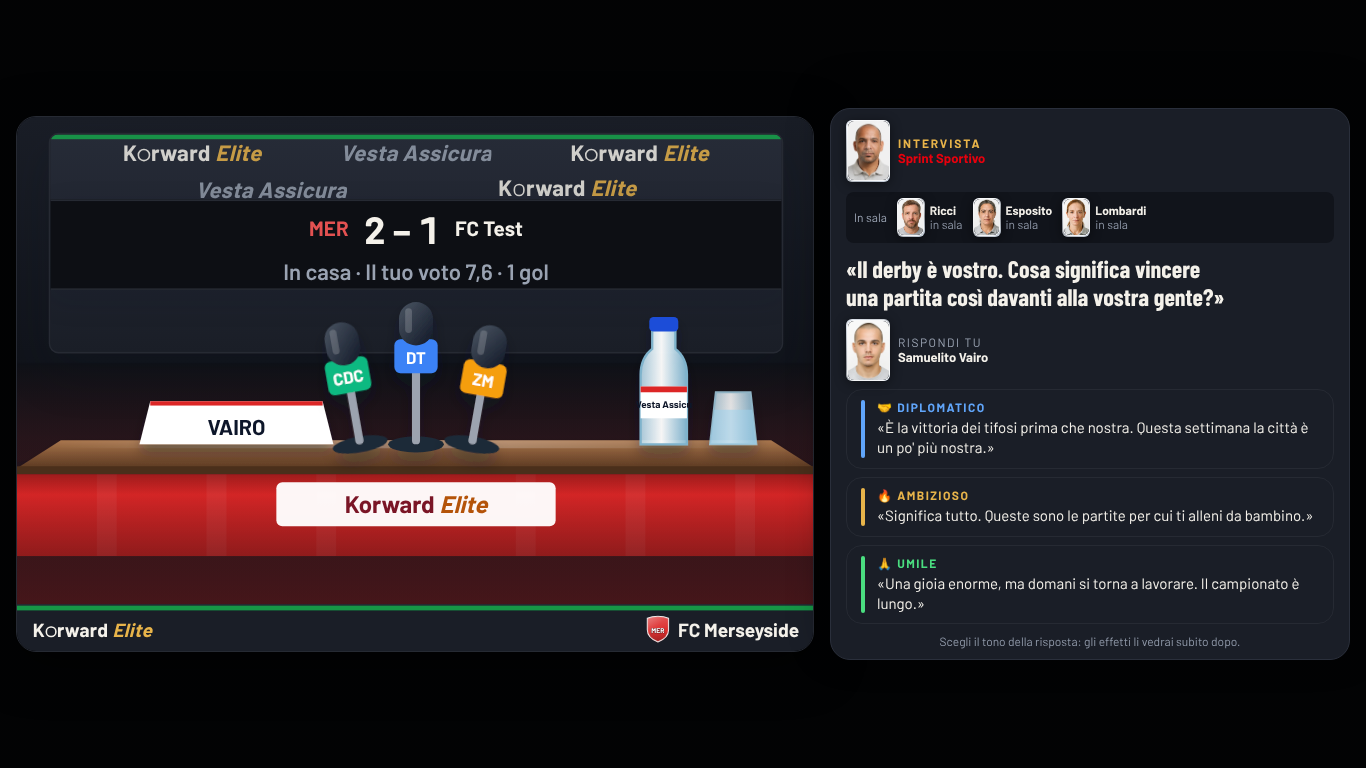 Korward Elite
Vesta Assicura
Korward Elite
Vesta Assicura
Korward Elite
MER 2 – 1 FC Test
In casa · Il tuo voto 7,6 · 1 gol
CDC
DT
ZM
Vesta Assicu
VAIRO
Korward Elite
Korward Elite
MER
FC Merseyside
INTERVISTA
Sprint Sportivo
In sala
Ricci
in sala
Esposito
in sala
Lombardi
in sala
«Il derby è vostro. Cosa significa vincere
una partita così davanti alla vostra gente?»
RISPONDI TU
Samuelito Vairo
🤝 DIPLOMATICO
«È la vittoria dei tifosi prima che nostra. Questa settimana la città è
un po' più nostra.»
🔥 AMBIZIOSO
«Significa tutto. Queste sono le partite per cui ti alleni da bambino.»
🙏 UMILE
«Una gioia enorme, ma domani si torna a lavorare. Il campionato è
lungo.»
Scegli il tono della risposta: gli effetti li vedrai subito dopo.